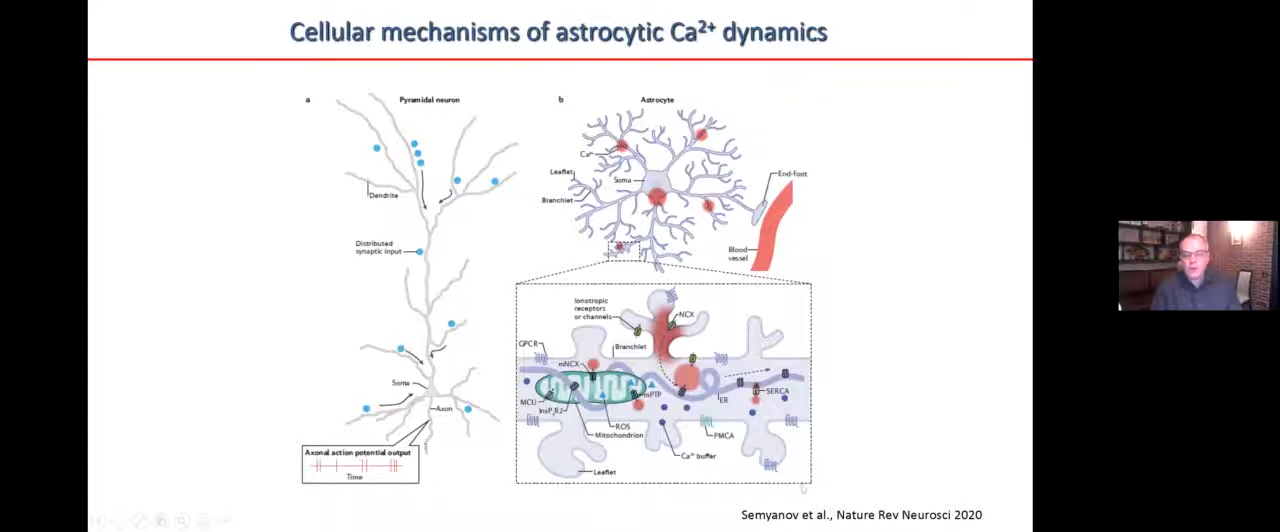 Cellular mechanisms of astrocytic Ca²⁺ dynamics
a
Pyramidal neuron
Dendrite
Distributed
synaptic input
Soma
Axon
Axonal action potential output
Time
b
Astrocyte
Ca²⁺
Leaflet
Soma
Branchlet
End-foot
Blood
vessel
Ionotropic
receptors
or channels
NCX
GPCR
Branchlet
mNCX
MCU
InsP₃R2
mPTP
ER
SERCA
ROS
Mitochondrion
PMCA
Ca²⁺ buffer
Leaflet
Semyanov et al., Nature Rev Neurosci 2020